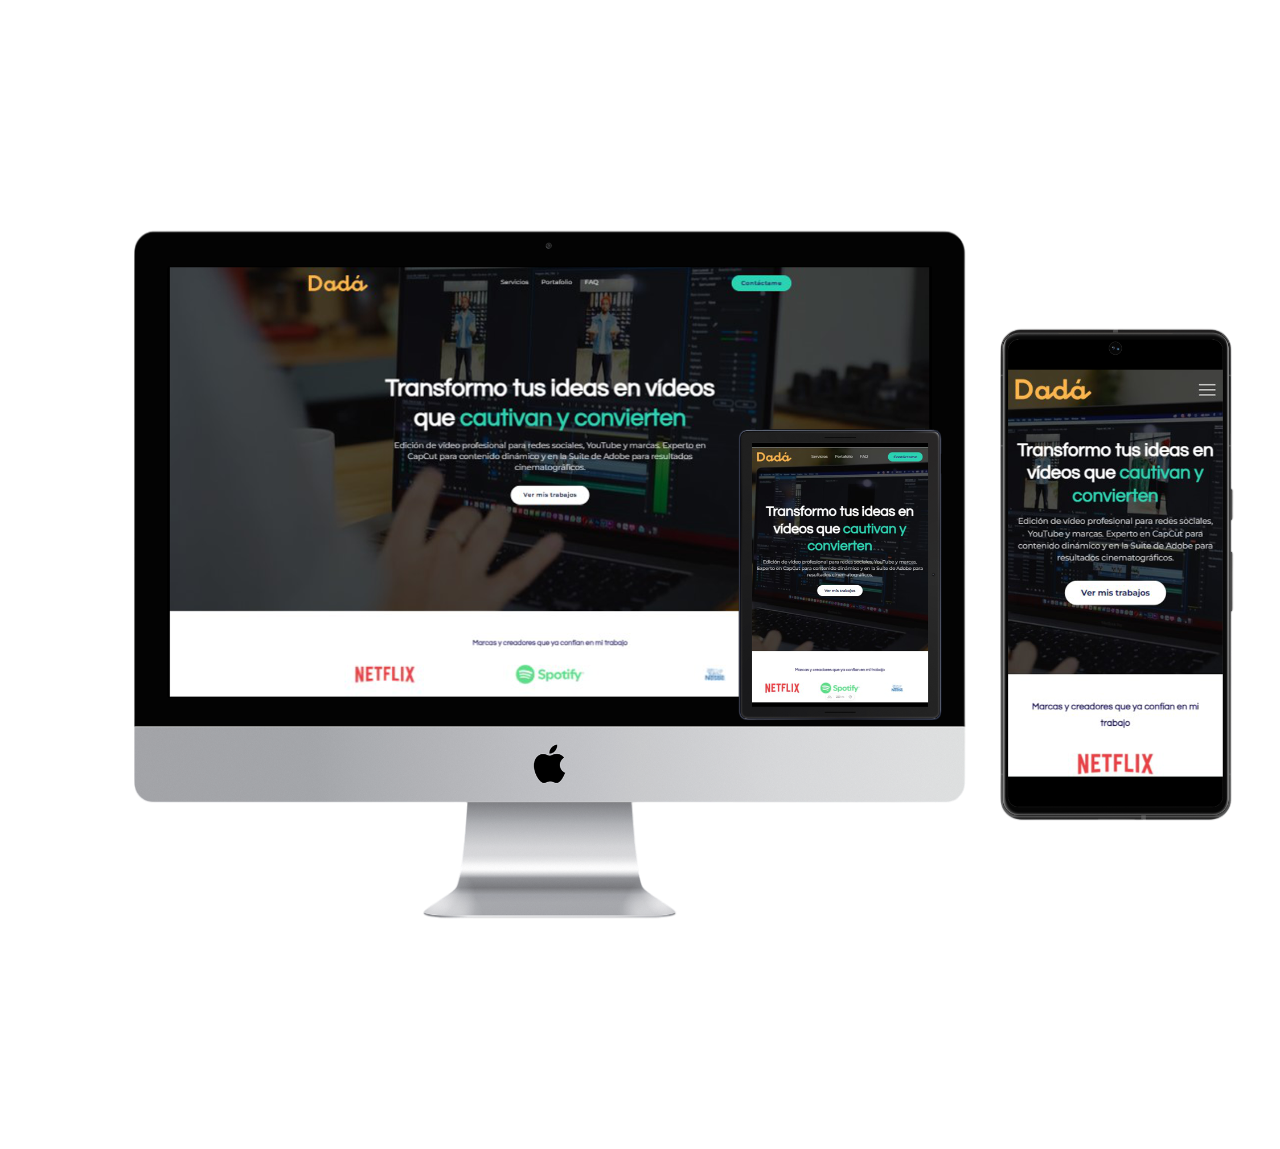 Dadá
Servicios
Portafolio
FAQ
Contáctame
Transformo tus ideas en vídeos
que cautivan y convierten
Edición de vídeo profesional para redes sociales, YouTube y marcas. Experto en
CapCut para contenido dinámico y en la Suite de Adobe para resultados
cinematográficos.
Ver mis trabajos
Marcas y creadores que ya confían en mi trabajo
NETFLIX
Spotify
Dadá
Servicios
Portafolio
FAQ
Contáctame
Transformo tus ideas en
vídeos que cautivan y
convierten
Edición de vídeo profesional para redes sociales, YouTube y marcas.
Experto en CapCut para contenido dinámico y en la Suite de Adobe para
resultados cinematográficos.
Ver mis trabajos
Marcas y creadores que ya confían en mi trabajo
NETFLIX
Spotify
Dadá
Transformo tus ideas en
vídeos que cautivan y
convierten
Edición de vídeo profesional para redes sociales,
YouTube y marcas. Experto en CapCut para
contenido dinámico y en la Suite de Adobe para
resultados cinematográficos.
Ver mis trabajos
Marcas y creadores que ya confían en mi
trabajo
NETFLIX